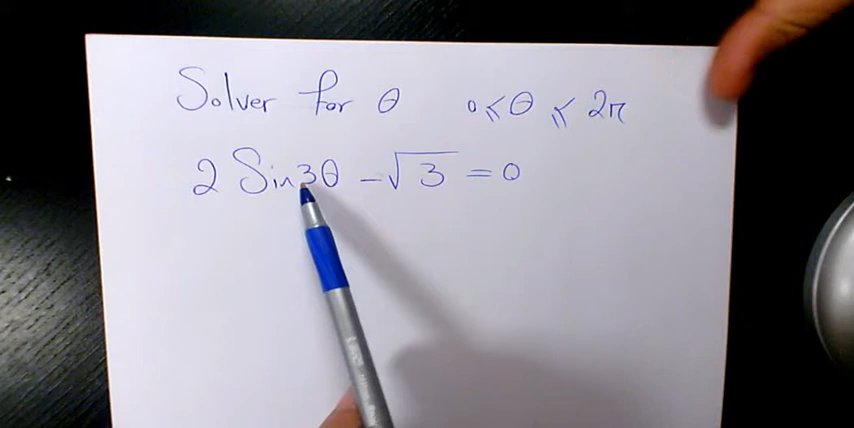 Solver for θ 0 ⩽ θ ⩽ 2π
2 Sin3θ − √3 = 0